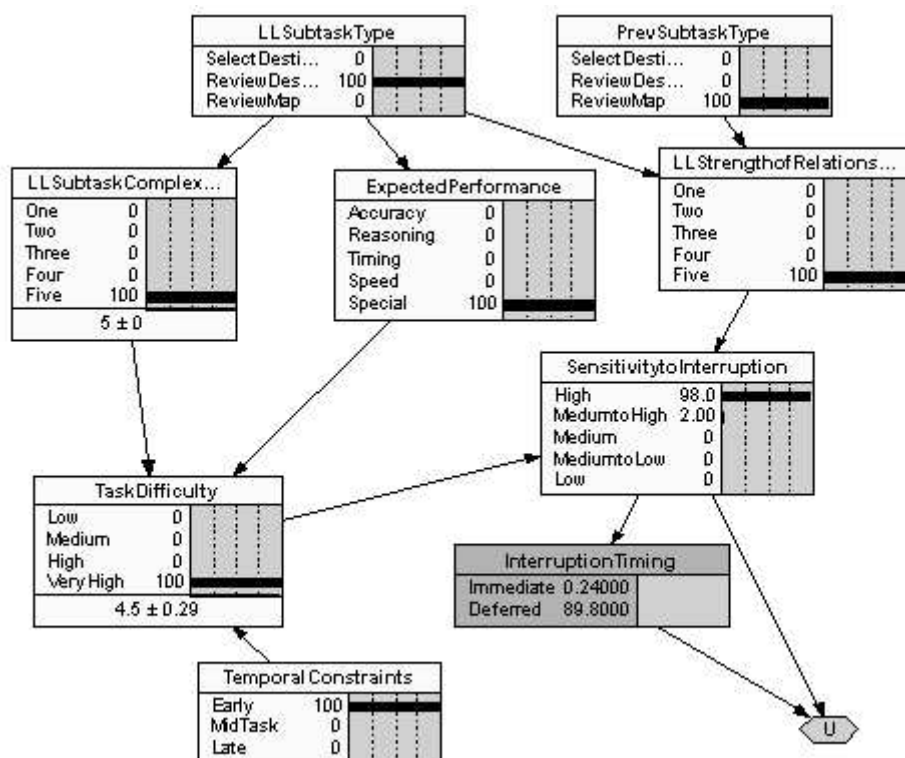 LLSubtaskType
SelectDesti... 0
ReviewDes... 100
ReviewMap 0
PrevSubtaskType
SelectDesti... 0
ReviewDes... 0
ReviewMap 100
LLSubtaskComplex...
One 0
Two 0
Three 0
Four 0
Five 100
5 ± 0
ExpectedPerformance
Accuracy 0
Reasoning 0
Timing 0
Speed 0
Special 100
LLStrengthofRelations...
One 0
Two 0
Three 0
Four 0
Five 100
SensitivitytoInterruption
High 98.0
MediumtoHigh 2.00
Medium 0
MediumtoLow 0
Low 0
TaskDifficulty
Low 0
Medium 0
High 0
Very High 100
4.5 ± 0.29
InterruptionTiming
Immediate 0.24000
Deferred 89.8000
Temporal Constraints
Early 100
MidTask 0
Late 0
U